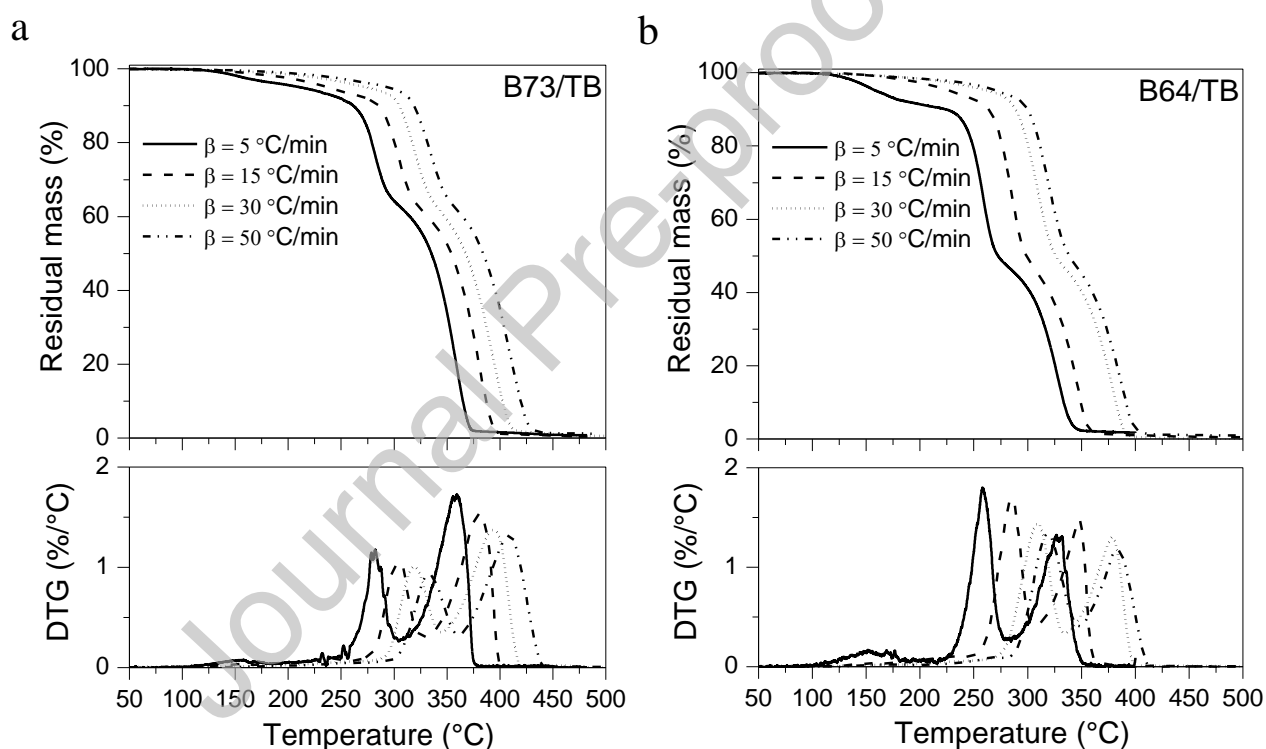 a
B73/TB
Residual mass (%)
100
80
60
40
20
0
β = 5 °C/min
β = 15 °C/min
β = 30 °C/min
β = 50 °C/min
DTG (%/°C)
2
1
0
50 100 150 200 250 300 350 400 450 500
Temperature (°C)
b
B64/TB
Residual mass (%)
100
80
60
40
20
0
β = 5 °C/min
β = 15 °C/min
β = 30 °C/min
β = 50 °C/min
DTG (%/°C)
2
1
0
50 100 150 200 250 300 350 400 450 500
Temperature (°C)
Journal Pre-proo